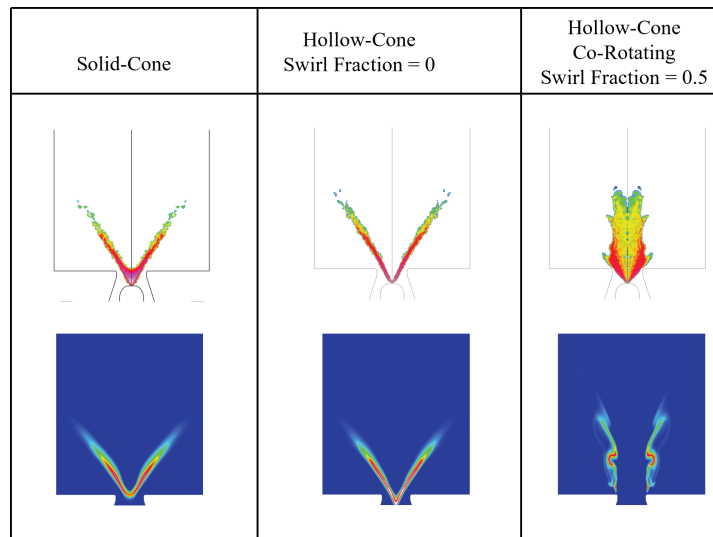 Solid-Cone
Hollow-Cone
Swirl Fraction = 0
Hollow-Cone
Co-Rotating
Swirl Fraction = 0.5